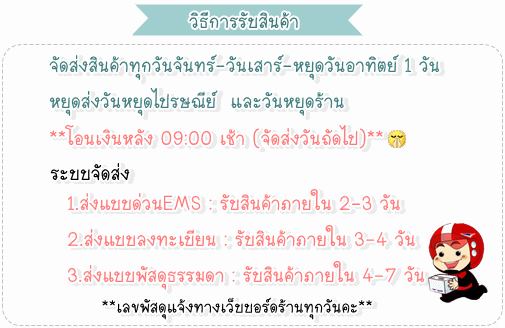 วิธีการรับสินค้า
จัดส่งสินค้าทุกวันจันทร์-วันเสาร์-หยุดวันอาทิตย์ 1 วัน
หยุดส่งวันหยุดไปรษณีย์ และวันหยุดร้าน
**โอนเงินหลัง 09:00 เช้า (จัดส่งวันถัดไป)**
ระบบจัดส่ง
1.ส่งแบบด่วนEMS : รับสินค้าภายใน 2-3 วัน
2.ส่งแบบลงทะเบียน : รับสินค้าภายใน 3-4 วัน
3.ส่งแบบพัสดุธรรมดา : รับสินค้าภายใน 4-7 วัน
**เลขพัสดุแจ้งทางเว็บบอร์ดร้านทุกวันคะ**